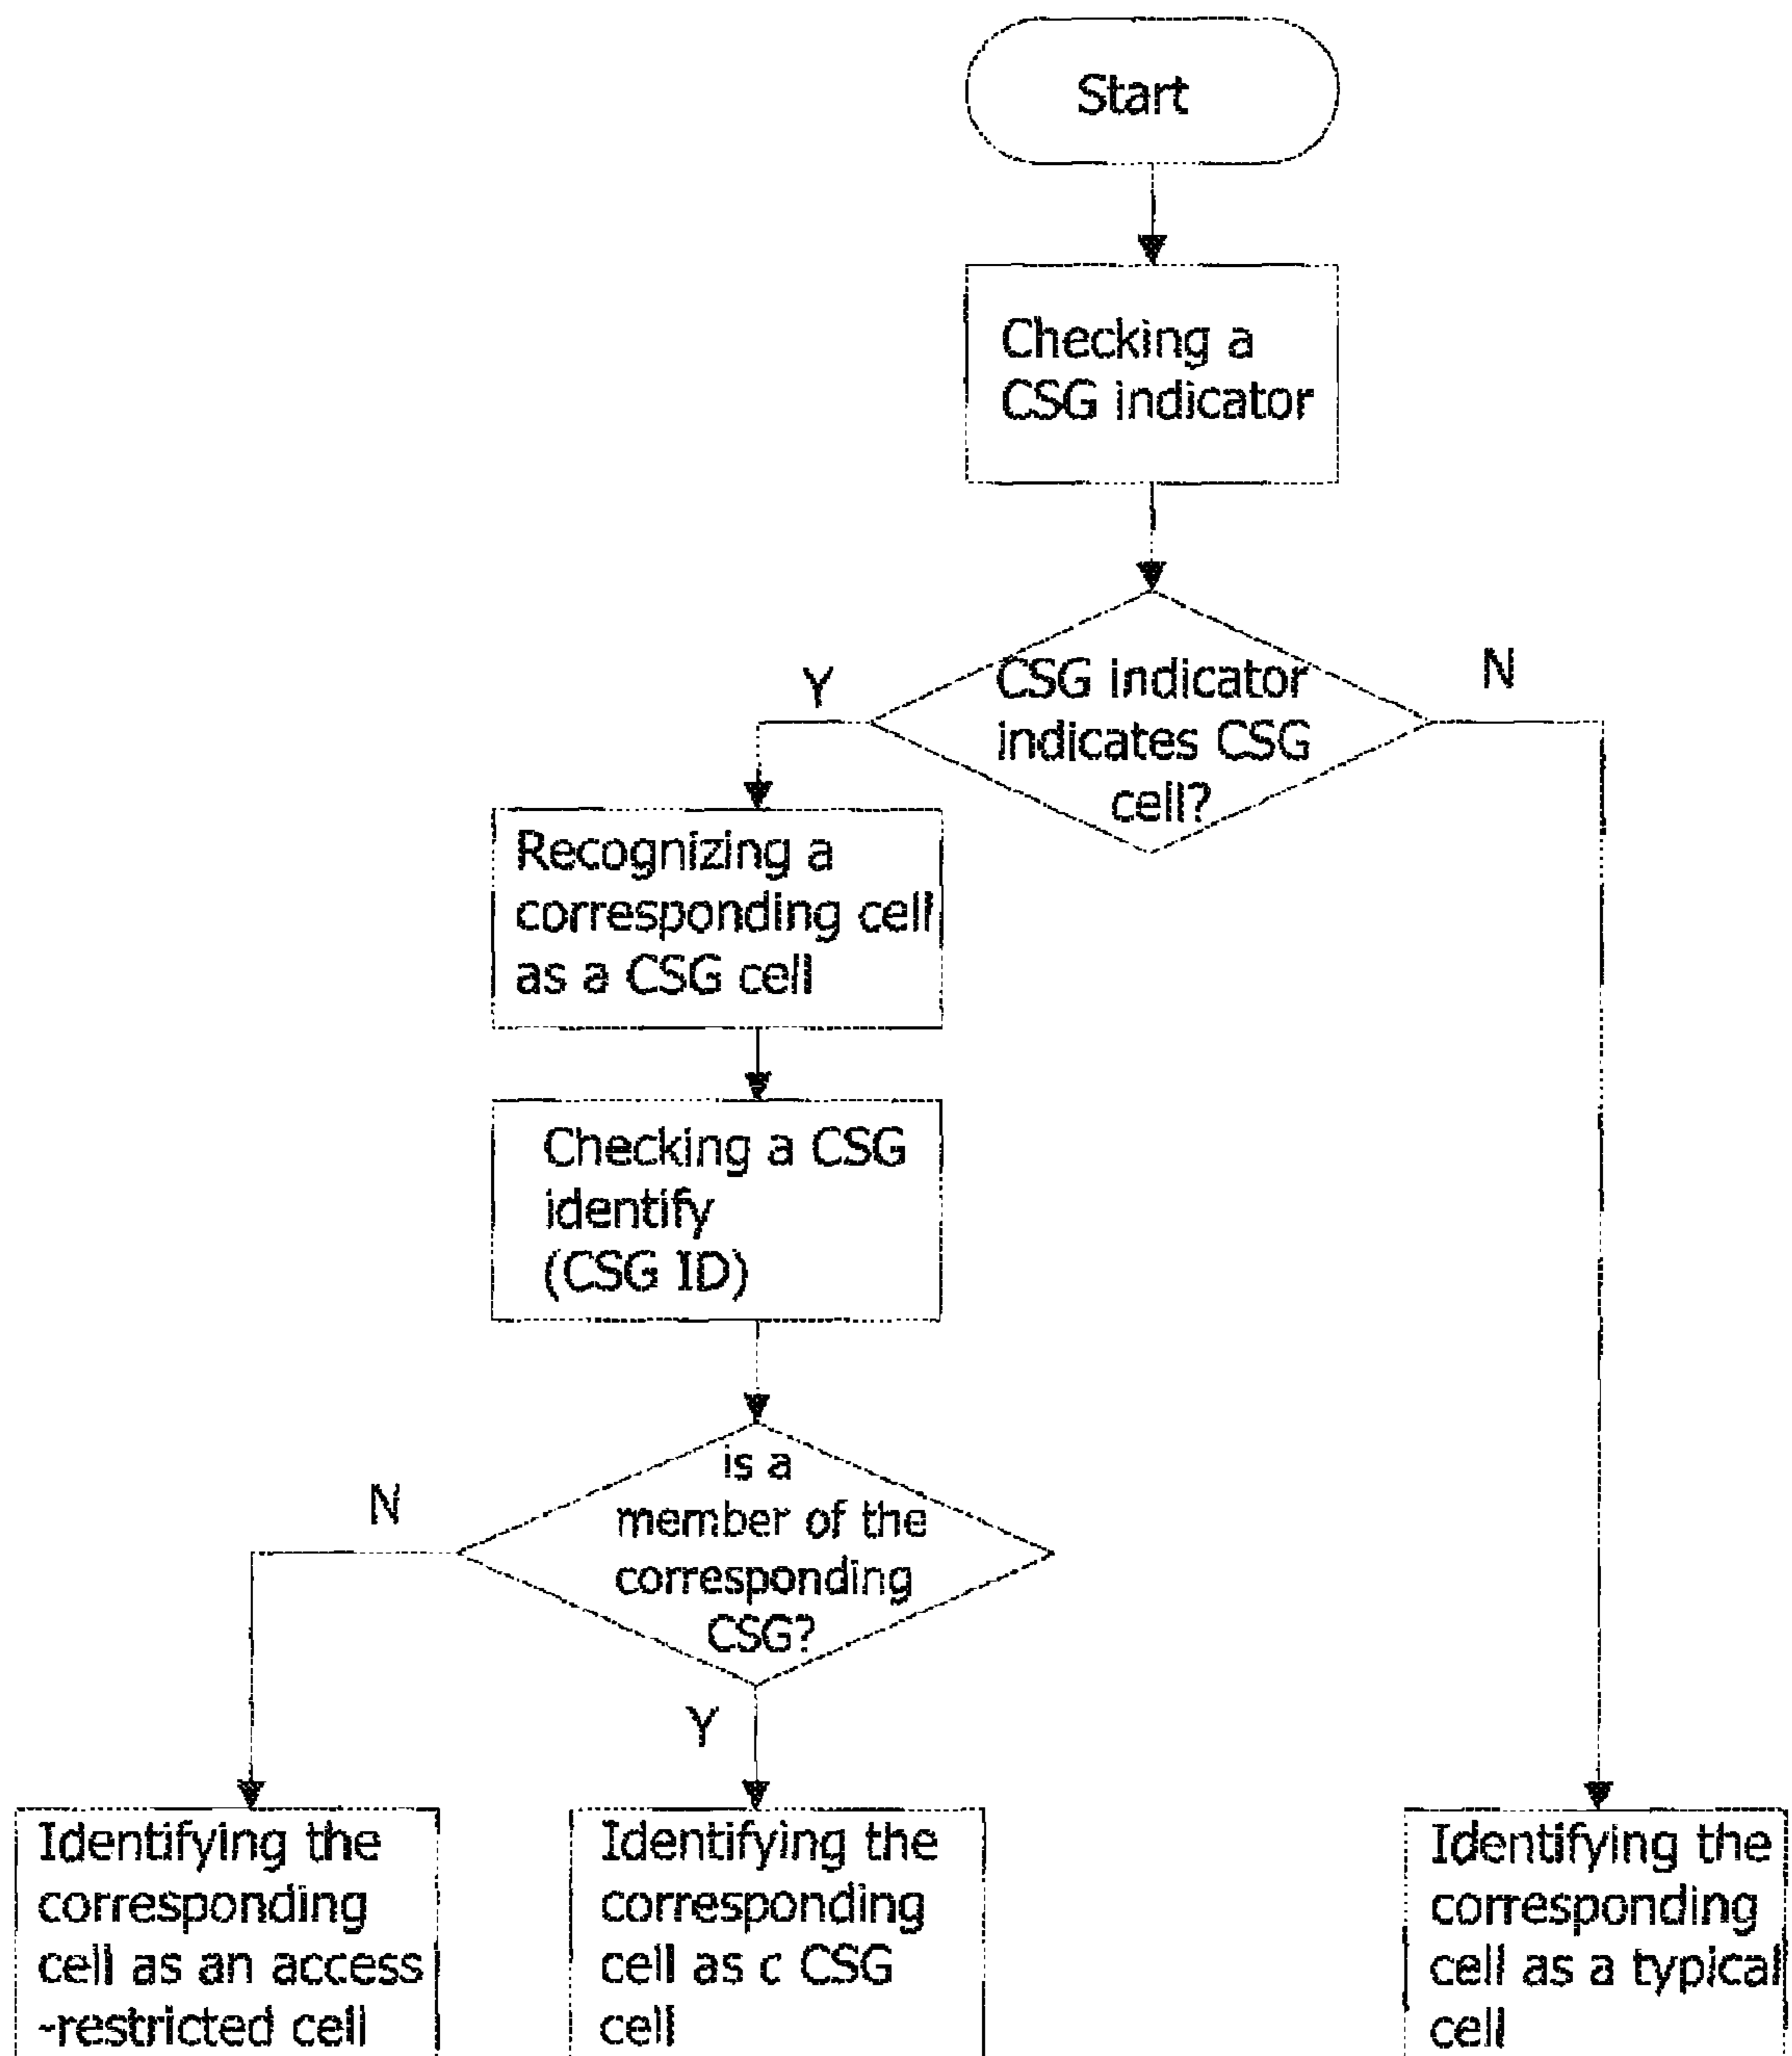 Start
Checking a
CSG indicator
Y
CSG indicator
indicates CSG
cell?
N
Recognizing a
corresponding cell
as a CSG cell
Checking a CSG
identify
(CSG ID)
N
is a
member of the
corresponding
CSG?
Y
Identifying the
corresponding
cell as an access
-restricted cell
Identifying the
corresponding
cell as c CSG
cell
Identifying the
corresponding
cell as a typical
cell